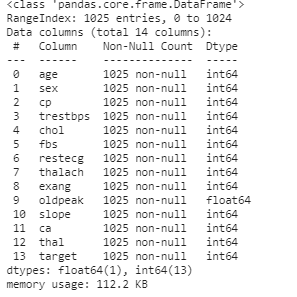 <class 'pandas.core.frame.DataFrame'>
RangeIndex: 1025 entries, 0 to 1024
Data columns (total 14 columns):
 #   Column    Non-Null Count  Dtype
---  ------    --------------  -----
 0   age       1025 non-null   int64
 1   sex       1025 non-null   int64
 2   cp        1025 non-null   int64
 3   trestbps  1025 non-null   int64
 4   chol      1025 non-null   int64
 5   fbs       1025 non-null   int64
 6   restecg   1025 non-null   int64
 7   thalach   1025 non-null   int64
 8   exang     1025 non-null   int64
 9   oldpeak   1025 non-null   float64
 10  slope     1025 non-null   int64
 11  ca        1025 non-null   int64
 12  thal      1025 non-null   int64
 13  target    1025 non-null   int64
dtypes: float64(1), int64(13)
memory usage: 112.2 KB